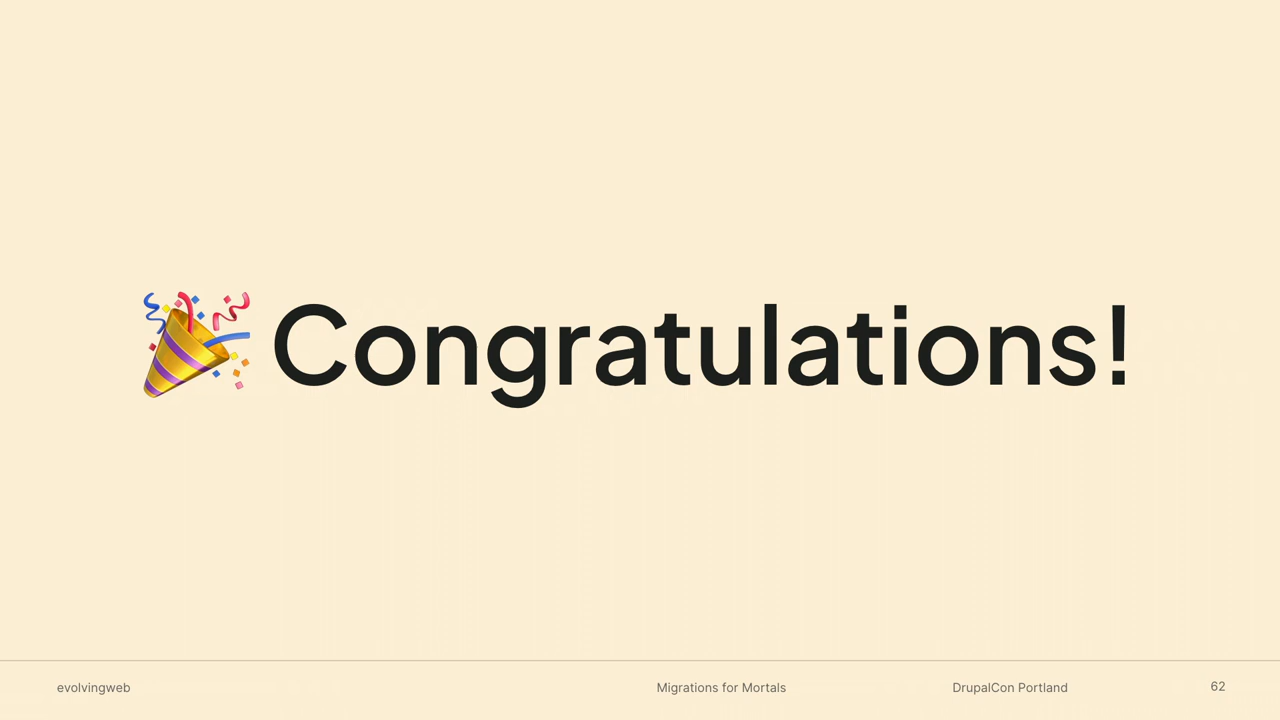 🎉 Congratulations!
evolvingweb
Migrations for Mortals
DrupalCon Portland
62